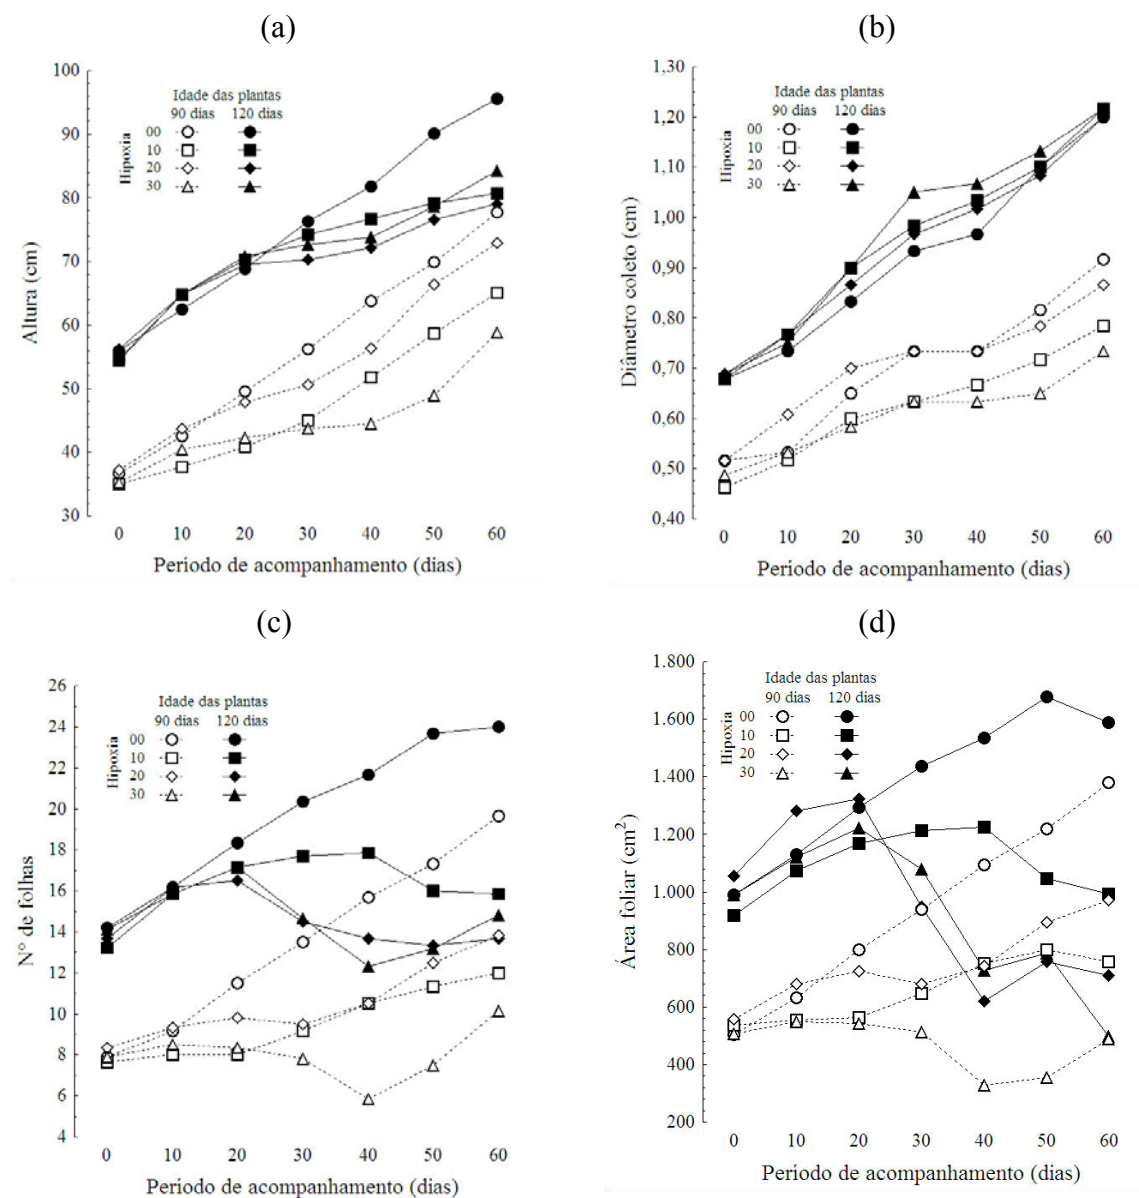 (a)
100
90
80
70
60
50
40
30
Altura (cm)
Idade das plantas
90 dias 120 dias
Hipoxia
00
10
20
30
0 10 20 30 40 50 60
Periodo de acompanhamento (dias)
(b)
1,30
1,20
1,10
1,00
0,90
0,80
0,70
0,60
0,50
0,40
Diâmetro coleto (cm)
Idade das plantas
90 dias 120 dias
Hipoxia
00
10
20
30
0 10 20 30 40 50 60
Periodo de acompanhamento (dias)
(c)
26
24
22
20
18
16
14
12
10
8
6
4
N° de folhas
Idade das plantas
90 dias 120 dias
Hipoxia
00
10
20
30
0 10 20 30 40 50 60
Periodo de acompanhamento (dias)
(d)
1.800
1.600
1.400
1.200
1.000
800
600
400
200
Área foliar (cm²)
Idade das plantas
90 dias 120 dias
Hipoxia
00
10
20
30
0 10 20 30 40 50 60
Periodo de acompanhamento (dias)